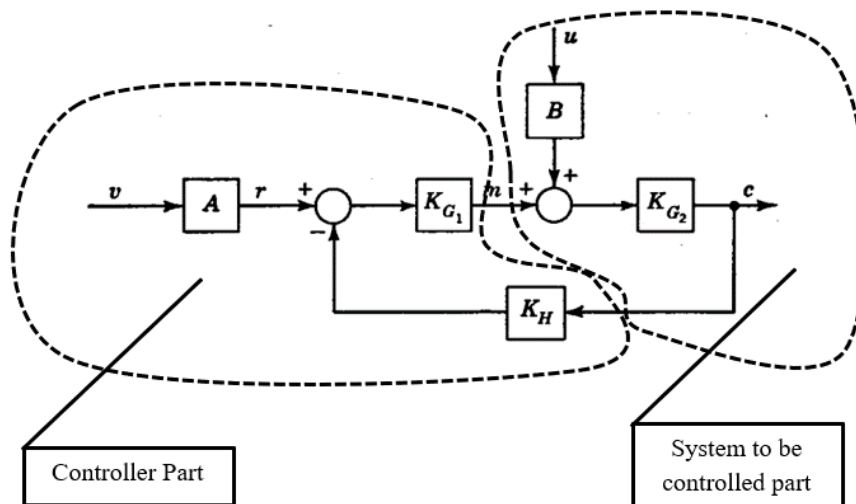 u
B
v
A
r
+
−
K_G1
m
+
+
K_G2
c
K_H
Controller Part
System to be
controlled part